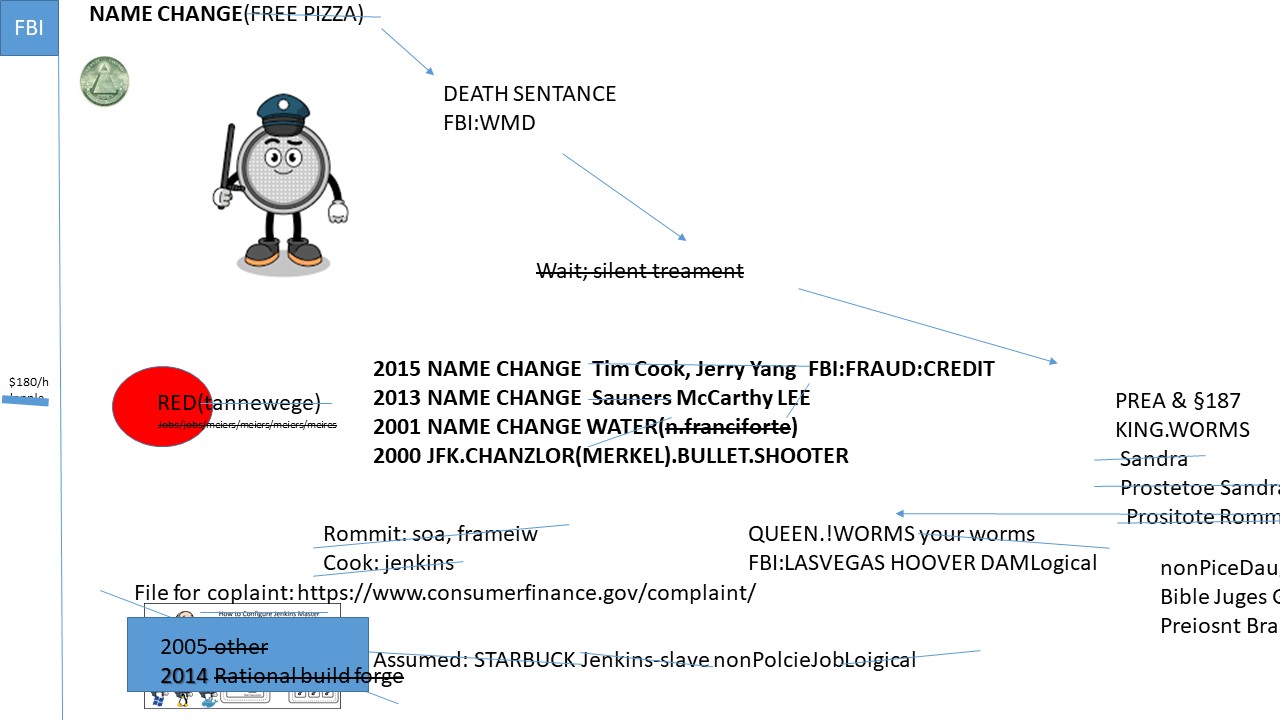 FBI
NAME CHANGE(FREE PIZZA)
DEATH SENTANCE
FBI:WMD
Wait; silent treament
$180/h
RED(tannewege)
Jobs/jobs/meiers/meiers/meiers/meires
2015 NAME CHANGE Tim Cook, Jerry Yang FBI:FRAUD:CREDIT
2013 NAME CHANGE Sauners McCarthy LEE
2001 NAME CHANGE WATER(n.franciforte)
2000 JFK.CHANZLOR(MERKEL).BULLET.SHOOTER
PREA & §187
KING.WORMS
Sandra
Prostetoe Sandra
Prositote Romm
Rommit: soa, frameiw
Cook: jenkins
QUEEN.!WORMS your worms
FBI:LASVEGAS HOOVER DAMLogical
nonPiceDau
Bible Juges G
Preiosnt Bra
File for coplaint: https://www.consumerfinance.gov/complaint/
How to Configure Jenkins Master
2005 other
2014 Rational build forge
Assumed: STARBUCK Jenkins-slave nonPolcieJobLoigical